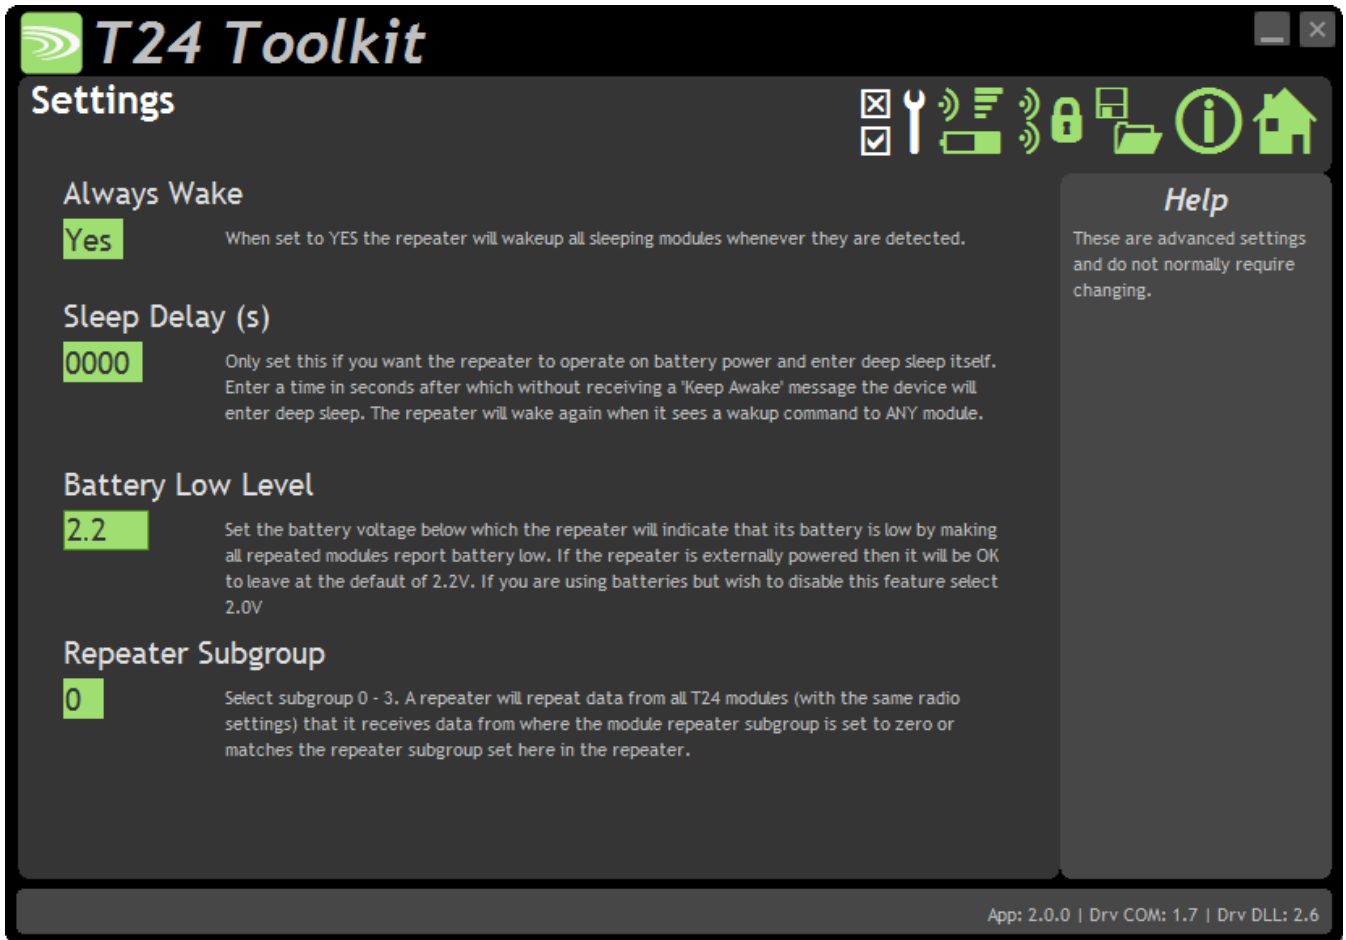 T24 Toolkit
Settings
Always Wake
Yes
When set to YES the repeater will wakeup all sleeping modules whenever they are detected.
Sleep Delay (s)
0000
Only set this if you want the repeater to operate on battery power and enter deep sleep itself.
Enter a time in seconds after which without receiving a 'Keep Awake' message the device will
enter deep sleep. The repeater will wake again when it sees a wakup command to ANY module.
Battery Low Level
2.2
Set the battery voltage below which the repeater will indicate that its battery is low by making
all repeated modules report battery low. If the repeater is externally powered then it will be OK
to leave at the default of 2.2V. If you are using batteries but wish to disable this feature select
2.0V
Repeater Subgroup
0
Select subgroup 0 - 3. A repeater will repeat data from all T24 modules (with the same radio
settings) that it receives data from where the module repeater subgroup is set to zero or
matches the repeater subgroup set here in the repeater.
Help
These are advanced settings
and do not normally require
changing.
App: 2.0.0 | Drv COM: 1.7 | Drv DLL: 2.6